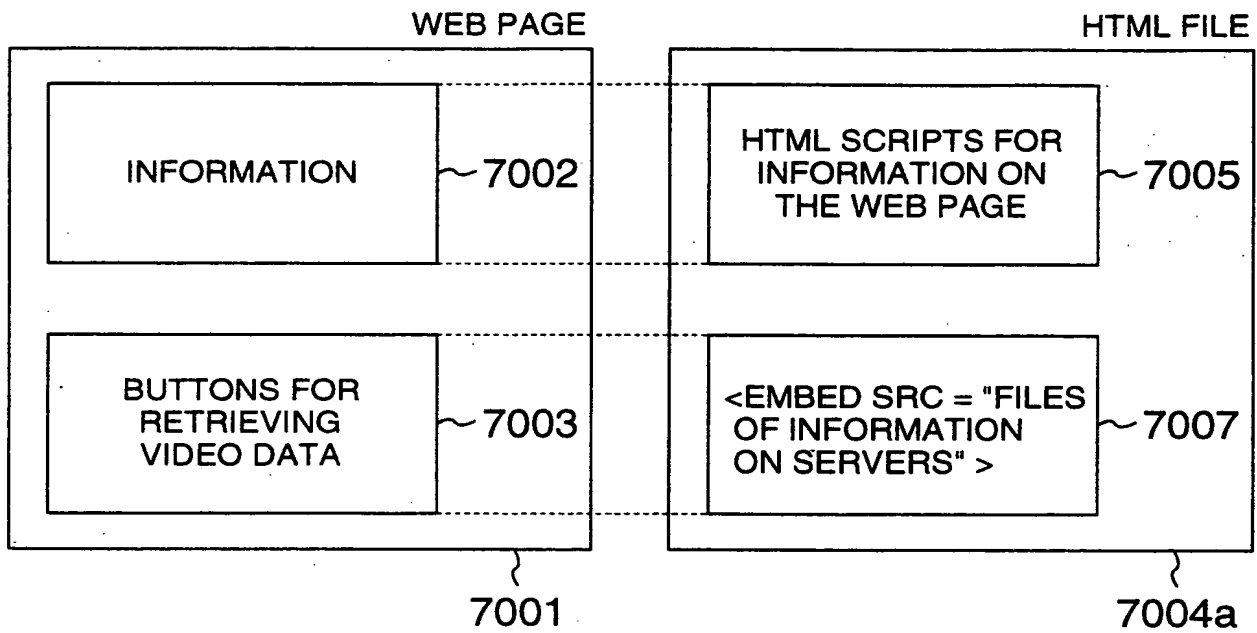 WEB PAGE
INFORMATION
7002
BUTTONS FOR
RETRIEVING
VIDEO DATA
7003
7001
HTML FILE
HTML SCRIPTS FOR
INFORMATION ON
THE WEB PAGE
7005
<EMBED SRC = "FILES
OF INFORMATION
ON SERVERS" >
7007
7004a